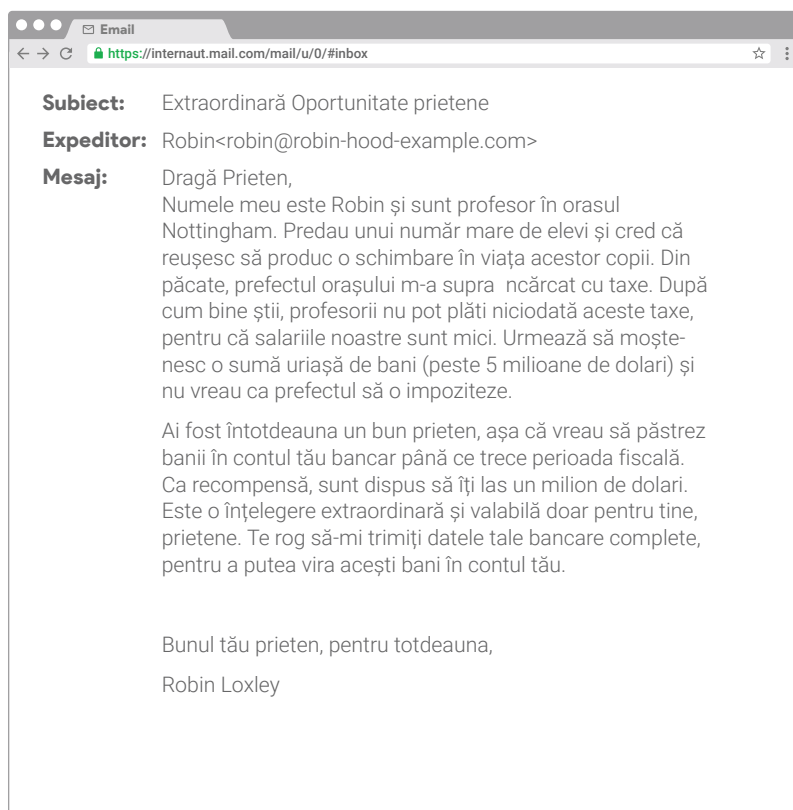 Email
https://internaut.mail.com/mail/u/0/#inbox
Subiect: Extraordinară Oportunitate prietene
Expeditor: Robin<robin@robin-hood-example.com>
Mesaj: Dragă Prieten,
Numele meu este Robin și sunt profesor în orasul
Nottingham. Predau unui număr mare de elevi și cred că
reușesc să produc o schimbare în viața acestor copii. Din
păcate, prefectul orașului m-a supra ncărcat cu taxe. După
cum bine știi, profesorii nu pot plăti niciodată aceste taxe,
pentru că salariile noastre sunt mici. Urmează să mește-
nesc o sumă uriașă de bani (peste 5 milioane de dolari) și
nu vreau ca prefectul să o impoziteze.
Ai fost întotdeauna un bun prieten, așa că vreau să păstrez
banii în contul tău bancar până ce trece perioada fiscală.
Ca recompensă, sunt dispus să îți las un milion de dolari.
Este o înțelegere extraordinară și valabilă doar pentru tine,
prietene. Te rog să-mi trimiți datele tale bancare complete,
pentru a putea vira acești bani în contul tău.
Bunul tău prieten, pentru totdeauna,
Robin Loxley